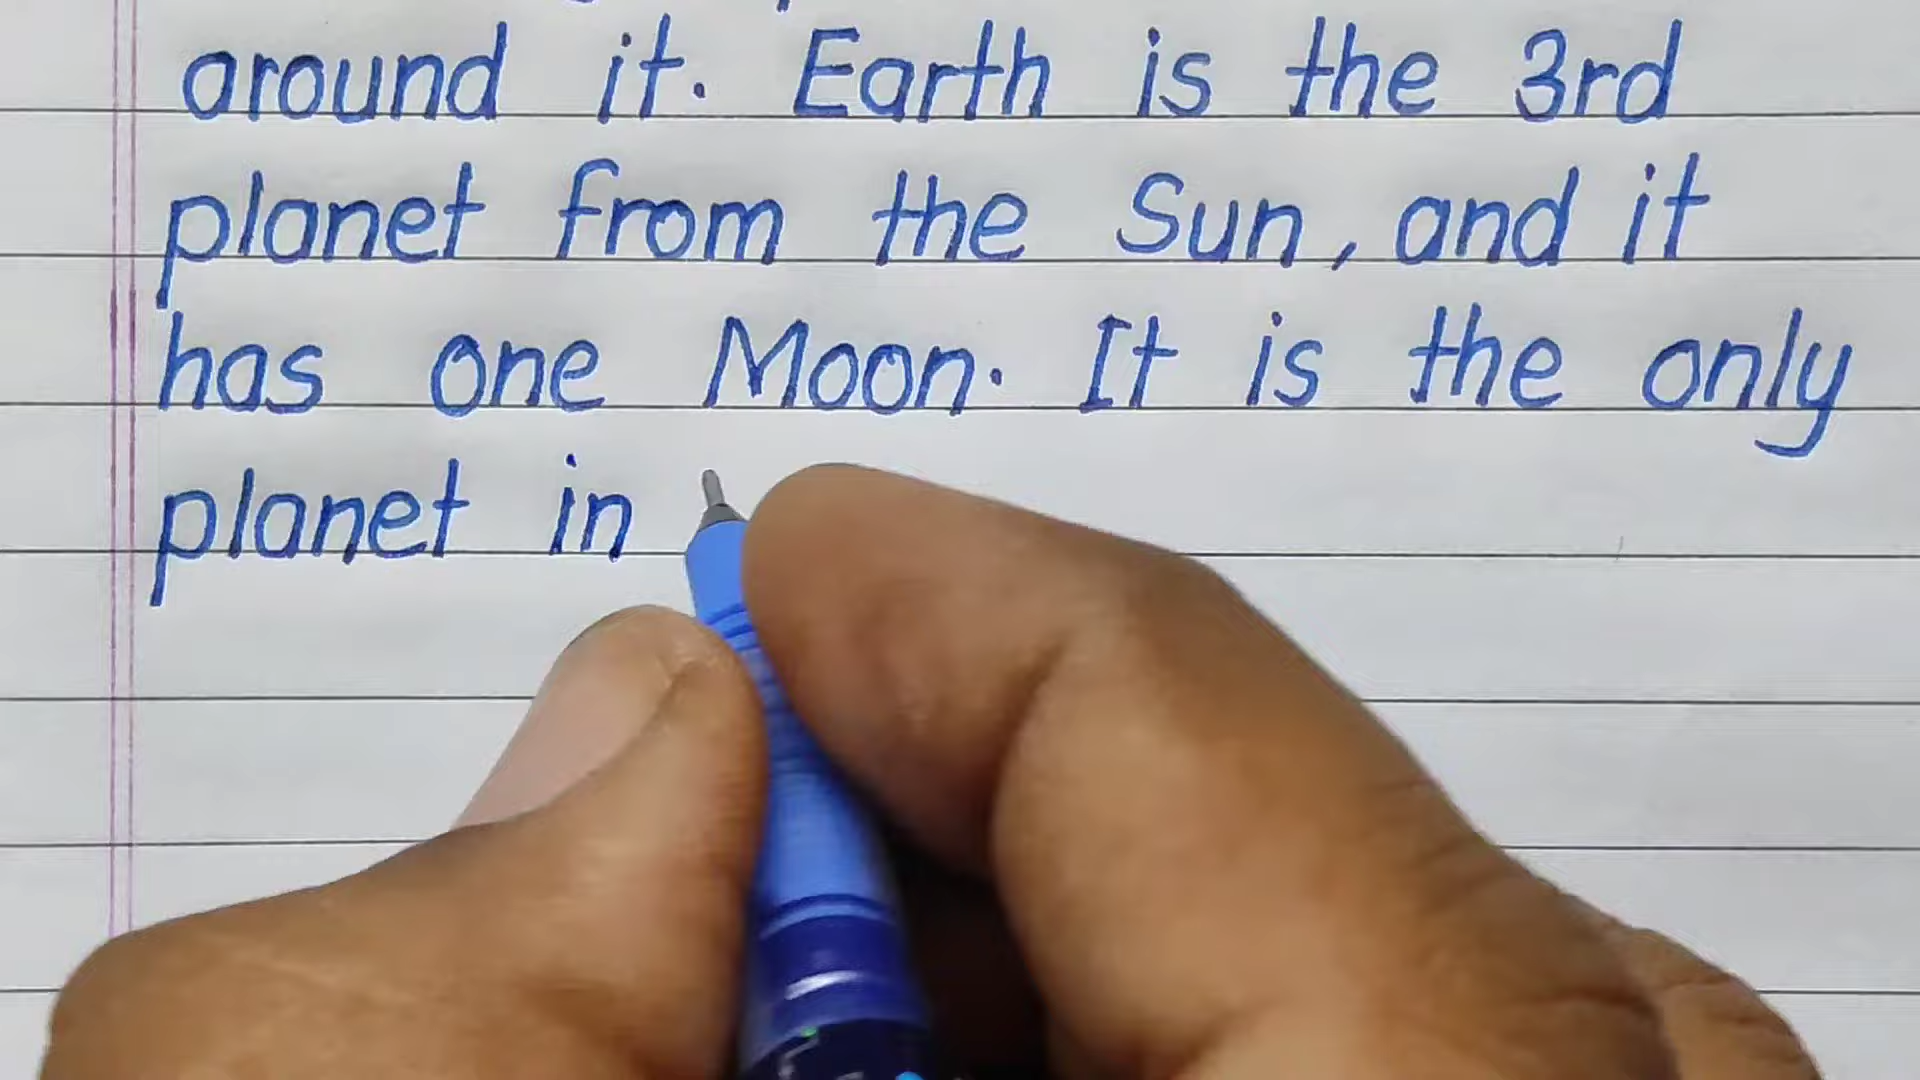 around it. Earth is the 3rd
planet from the Sun, and it
has one Moon. It is the only
planet in